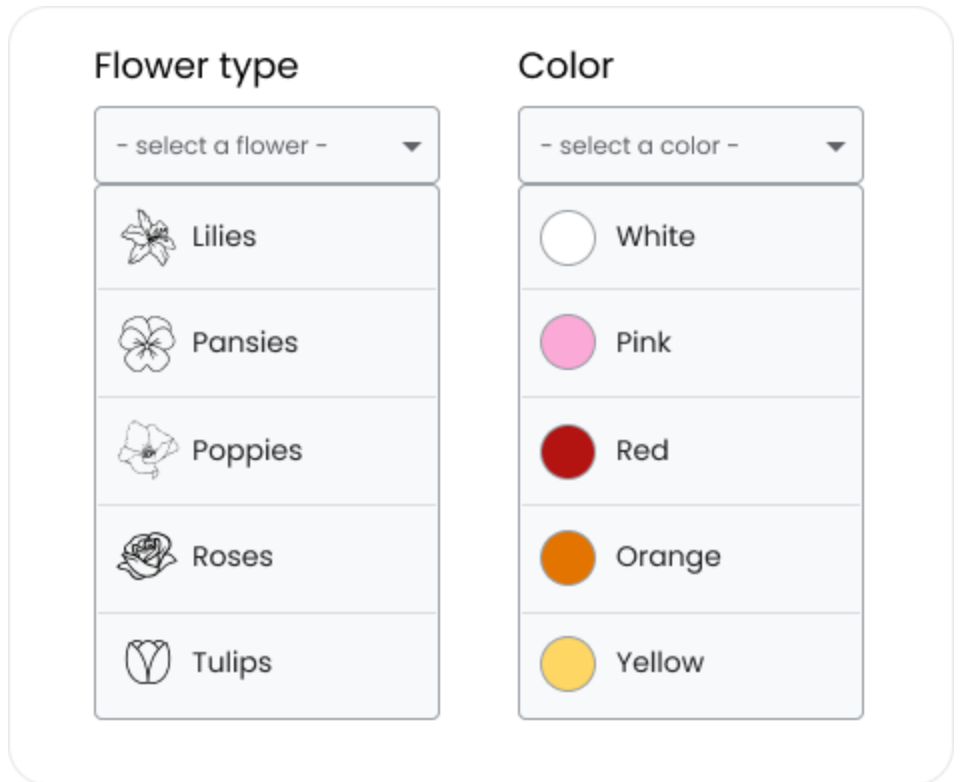 Flower type
- select a flower -
Lilies
Pansies
Poppies
Roses
Tulips
Color
- select a color -
White
Pink
Red
Orange
Yellow